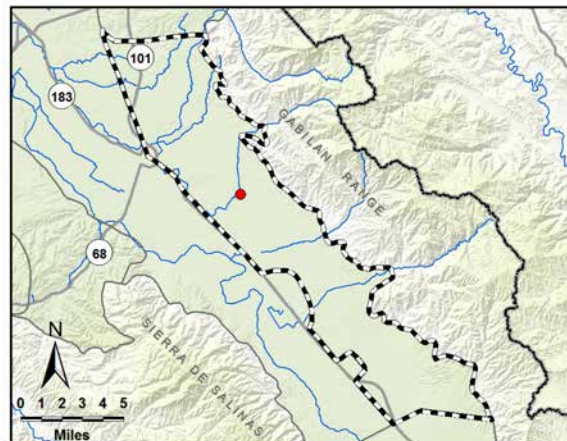 101
183
GABILAN RANGE
68
SIERRA DE SALINAS
N
0 1 2 3 4 5
Miles